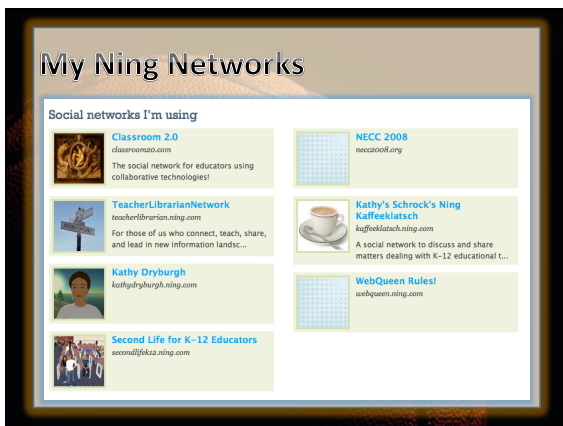 My Ning Networks
Social networks I'm using
Classroom 2.0
classroom20.com
The social network for educators using
collaborative technologies!
TeacherLibrarianNetwork
teacherlibrarian.ning.com
For those of us who connect, teach, share,
and lead in new information landsc...
Kathy Dryburgh
kathydryburgh.ning.com
Second Life for K-12 Educators
secondlifek12.ning.com
NECC 2008
necc2008.org
Kathy's Schrock's Ning
Kaffeeklatsch
kaffeeklatsch.ning.com
A social network to discuss and share
matters dealing with K-12 educational t...
WebQueen Rules!
webqueen.ning.com